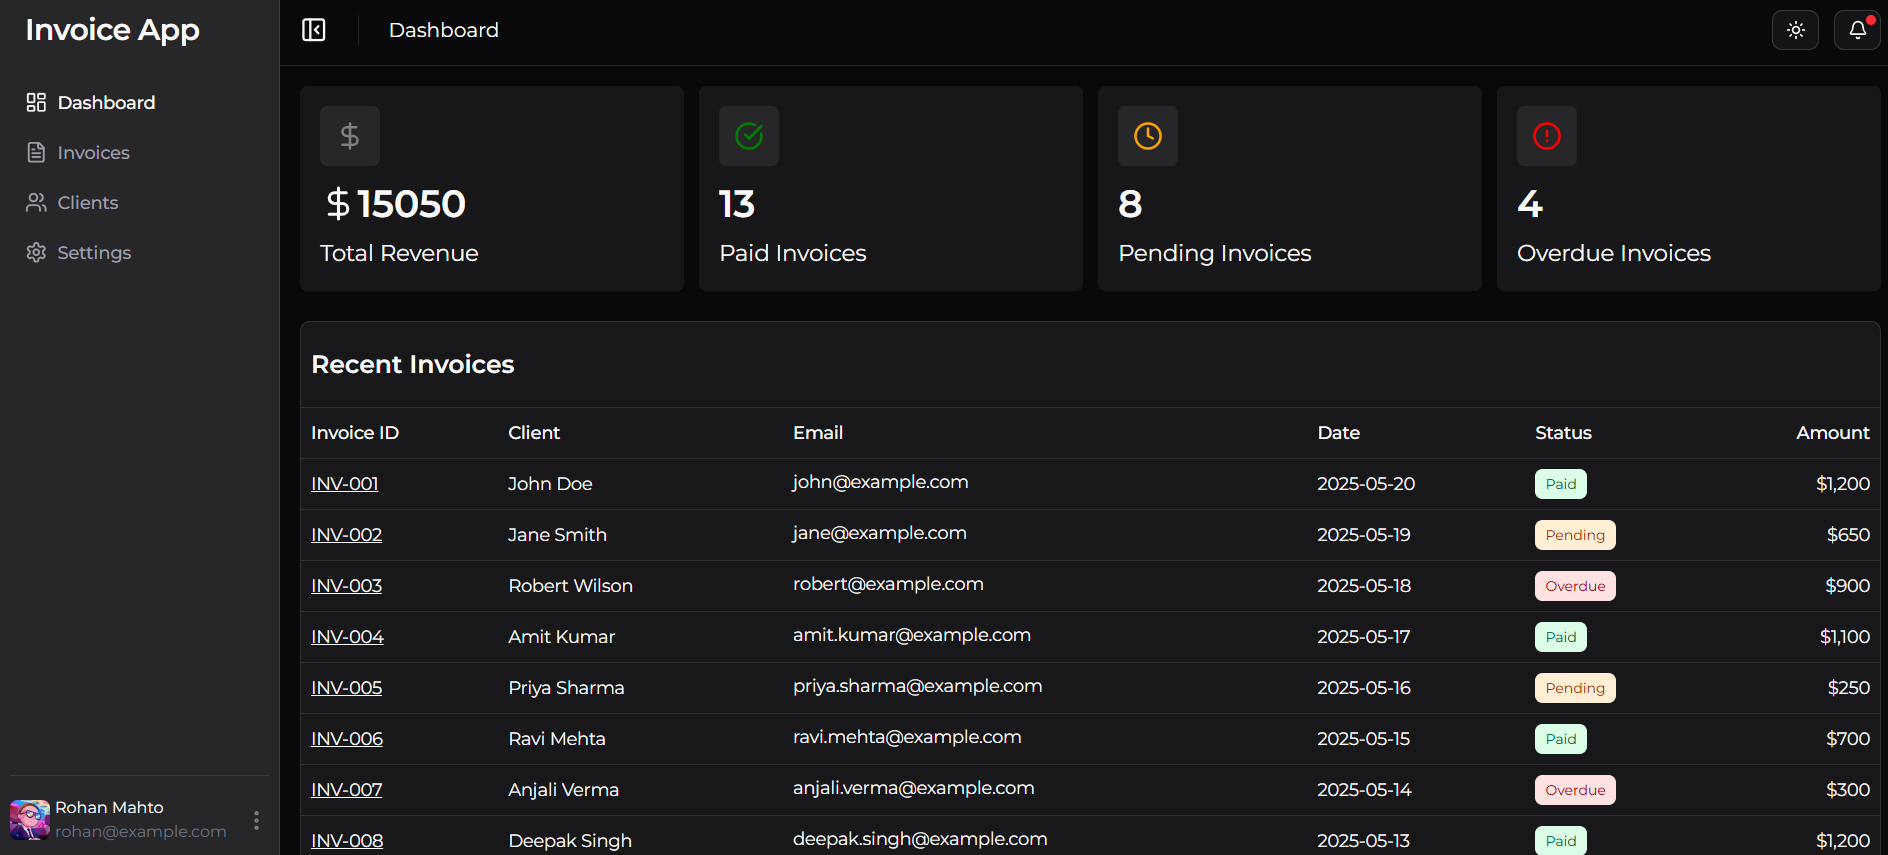 Invoice App
Dashboard
Invoices
Clients
Settings
Rohan Mahto
rohan@example.com
Dashboard
$15050
Total Revenue
13
Paid Invoices
8
Pending Invoices
4
Overdue Invoices
Recent Invoices
Invoice ID Client Email Date Status Amount
INV-001 John Doe john@example.com 2025-05-20 Paid $1,200
INV-002 Jane Smith jane@example.com 2025-05-19 Pending $650
INV-003 Robert Wilson robert@example.com 2025-05-18 Overdue $900
INV-004 Amit Kumar amit.kumar@example.com 2025-05-17 Paid $1,100
INV-005 Priya Sharma priya.sharma@example.com 2025-05-16 Pending $250
INV-006 Ravi Mehta ravi.mehta@example.com 2025-05-15 Paid $700
INV-007 Anjali Verma anjali.verma@example.com 2025-05-14 Overdue $300
INV-008 Deepak Singh deepak.singh@example.com 2025-05-13 Paid $1,200